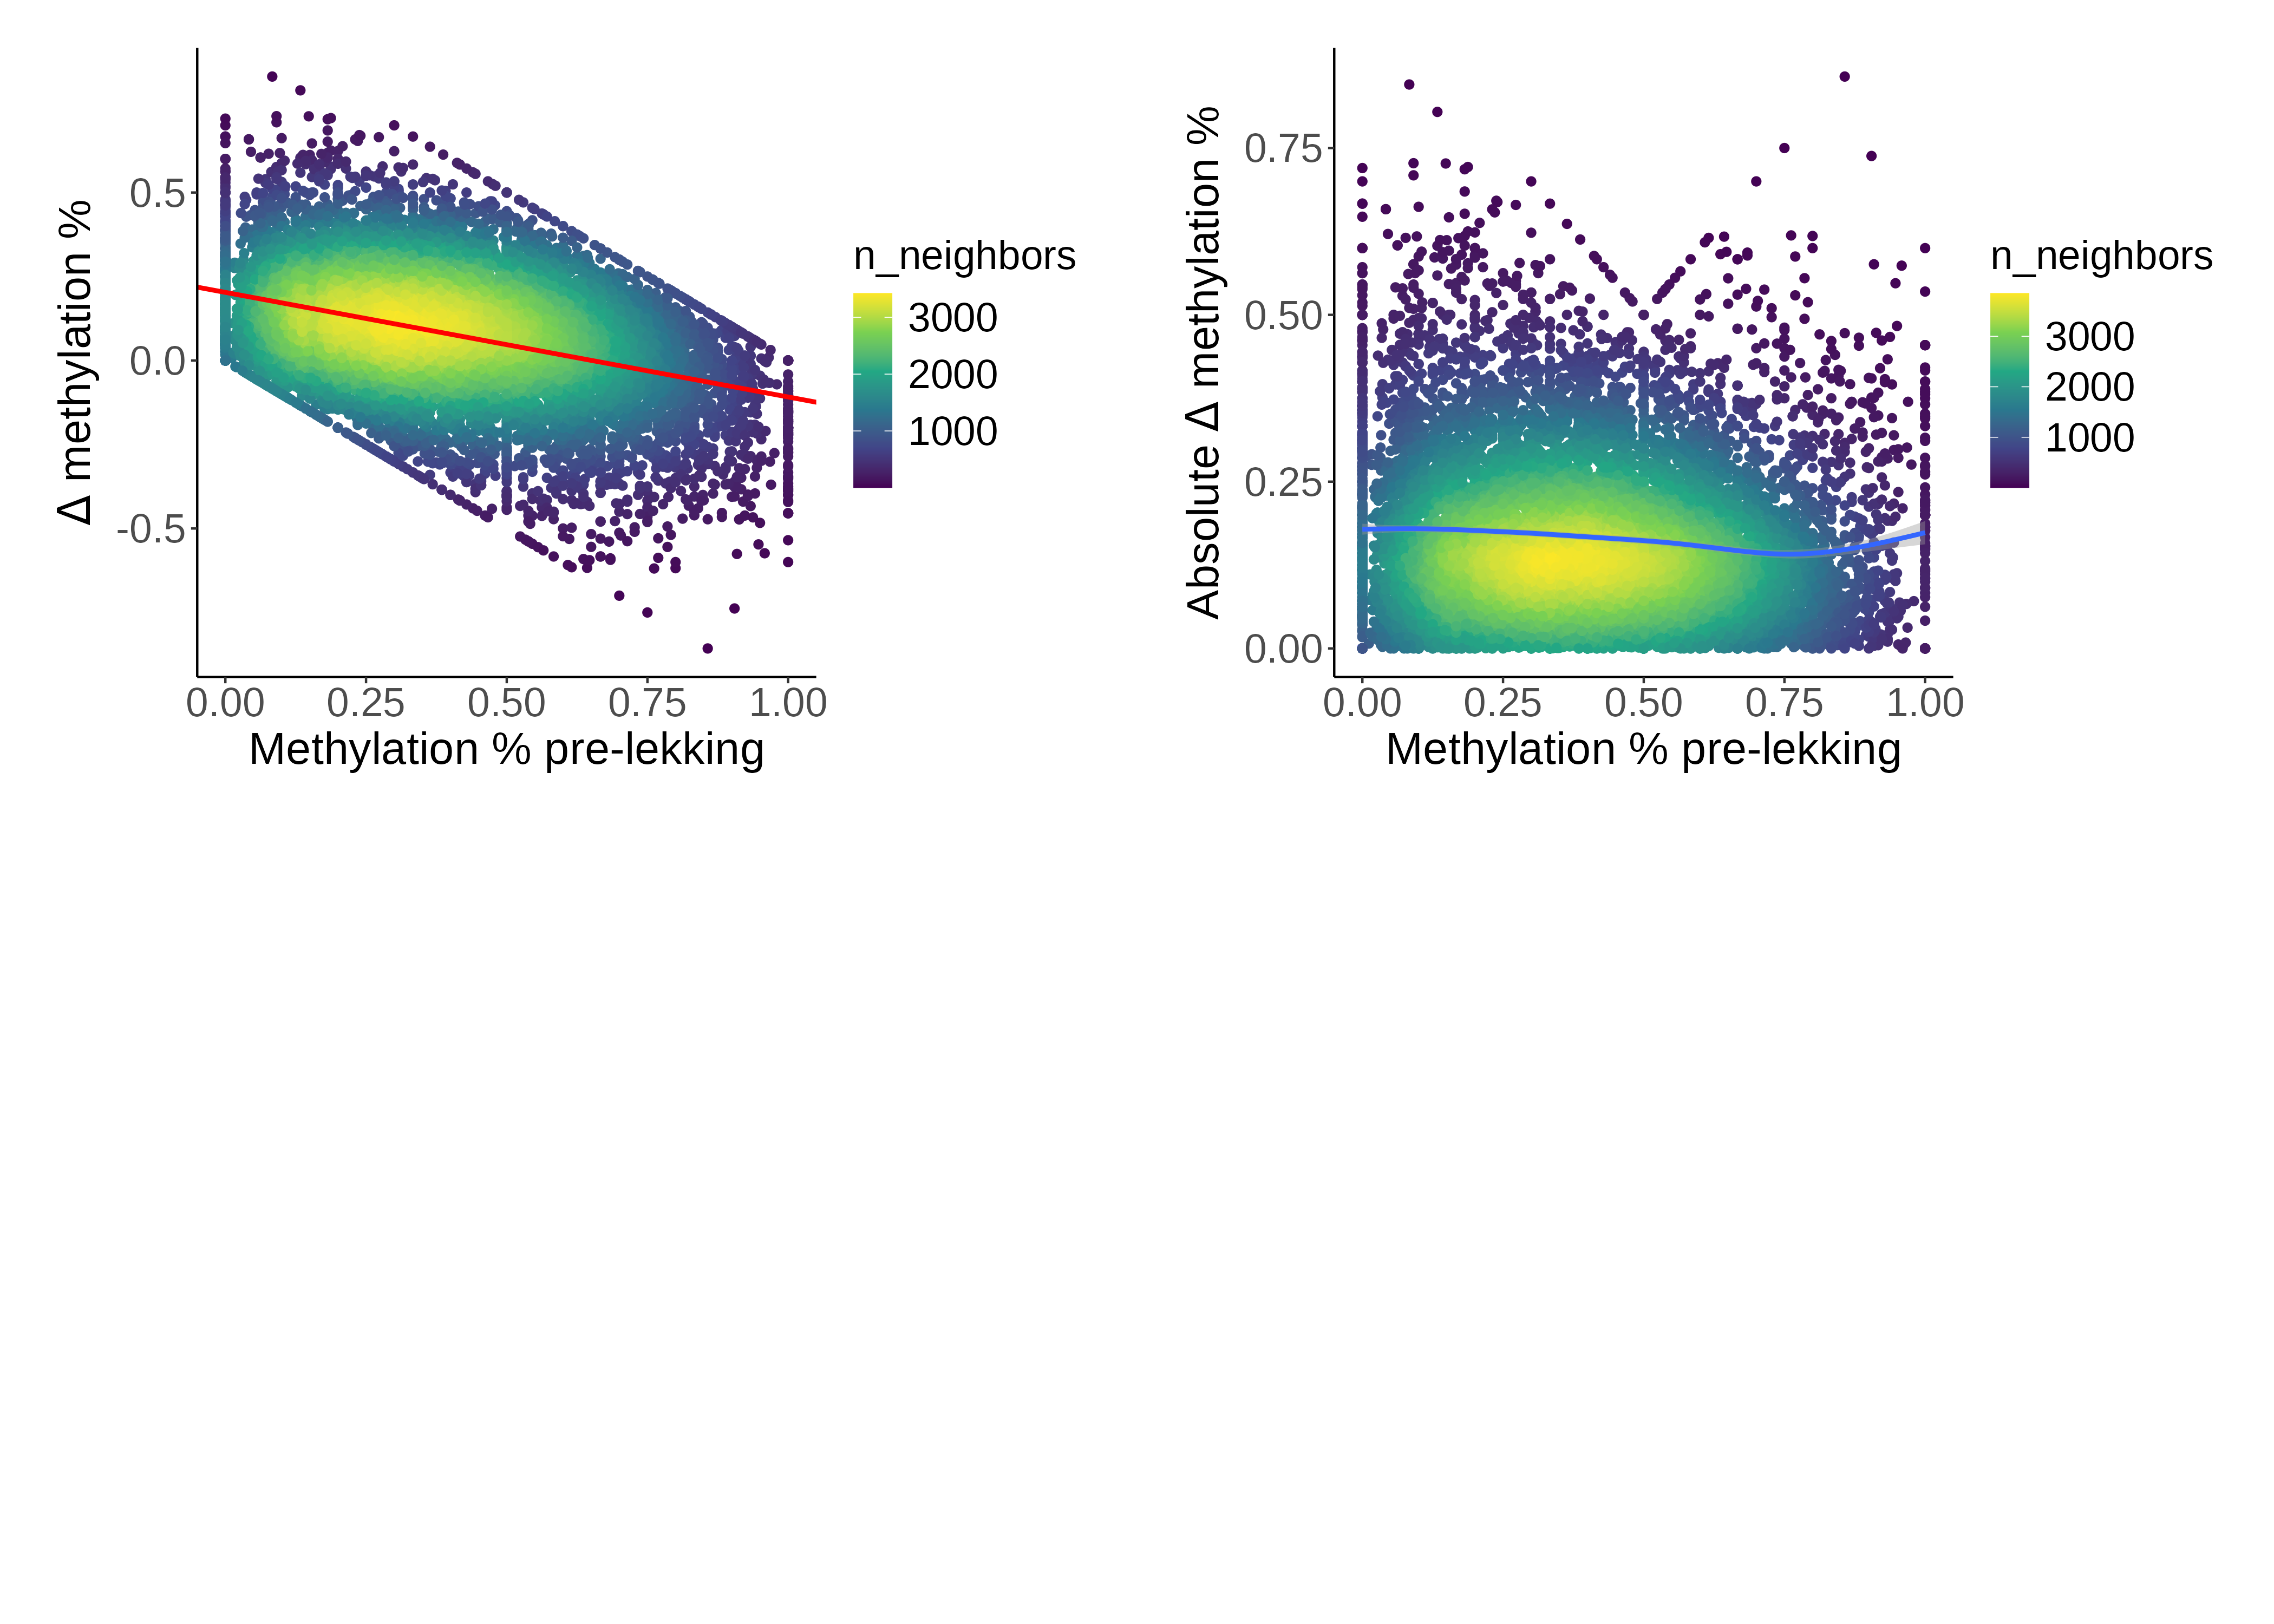 Δ methylation %
0.5
0.0
-0.5
0.00 0.25 0.50 0.75 1.00
Methylation % pre-lekking
n_neighbors
3000
2000
1000
Absolute Δ methylation %
0.75
0.50
0.25
0.00
0.00 0.25 0.50 0.75 1.00
Methylation % pre-lekking
n_neighbors
3000
2000
1000